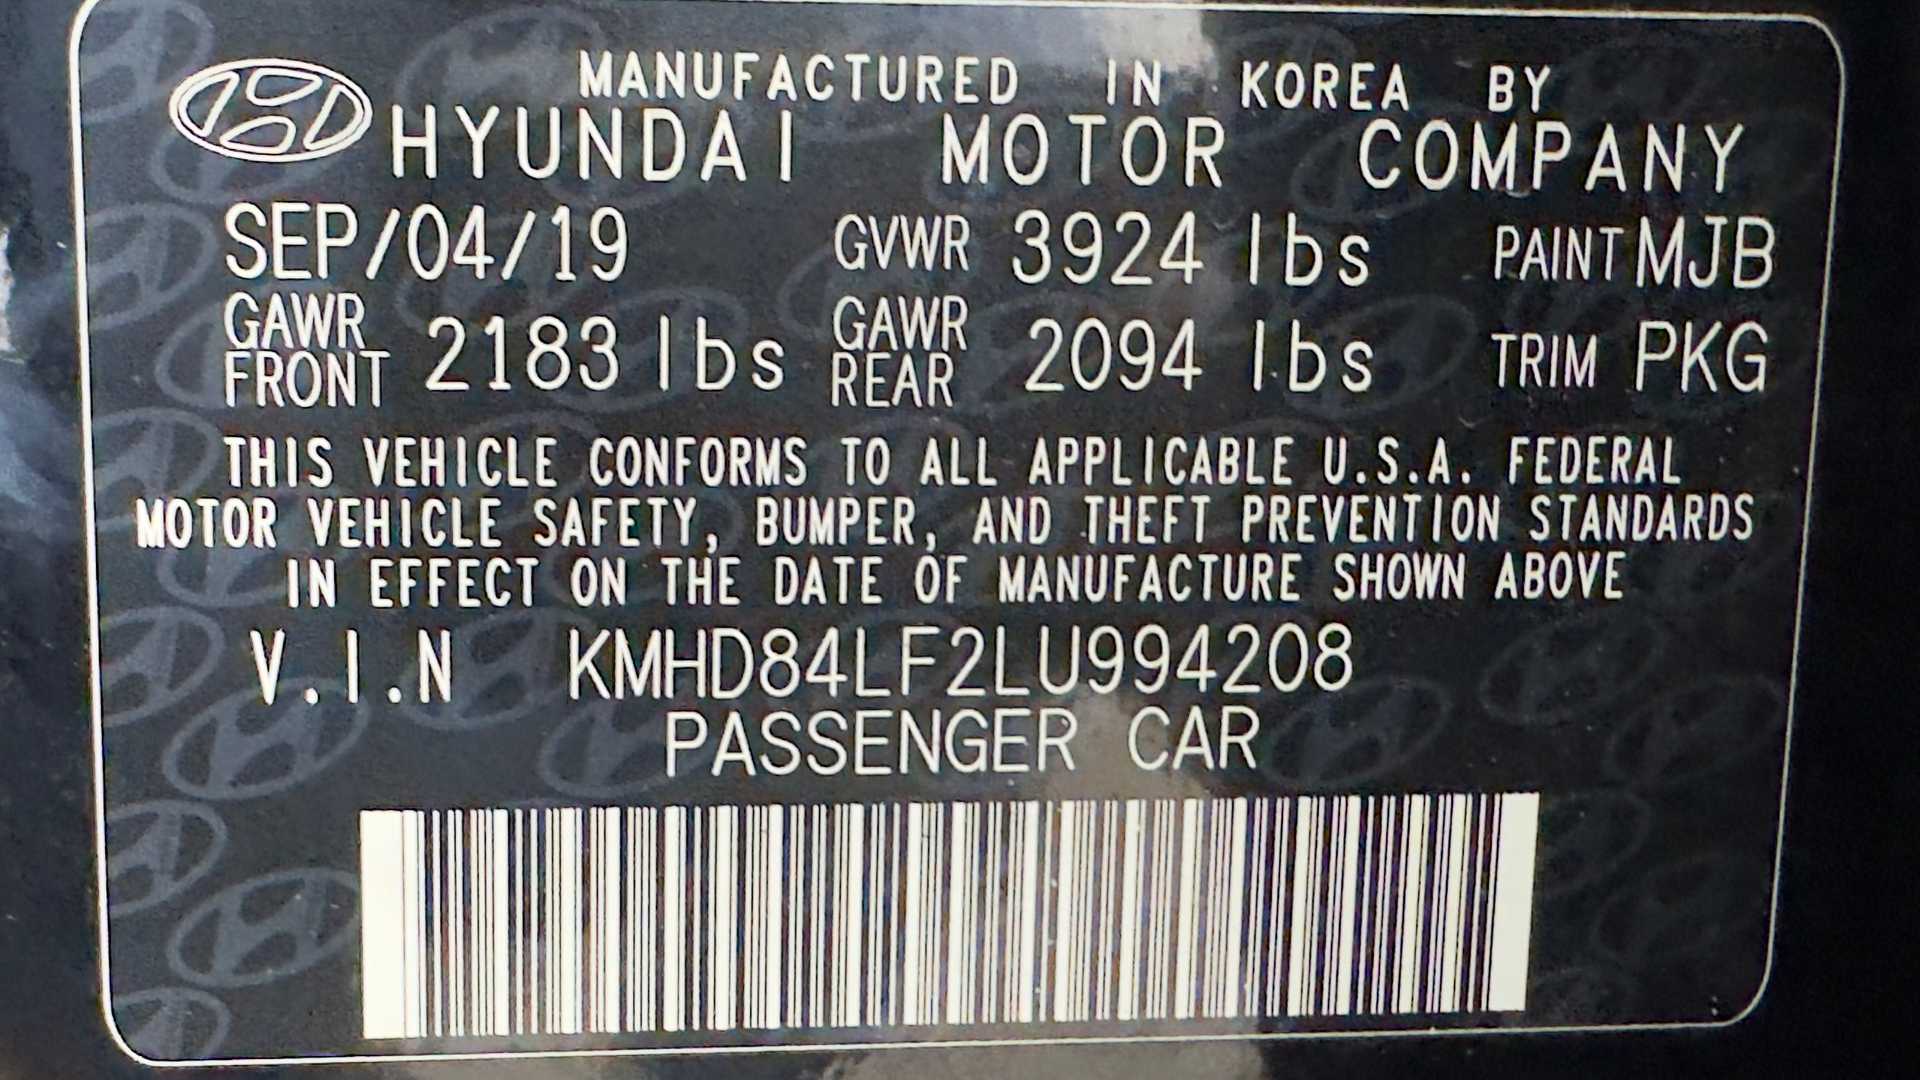 MANUFACTURED IN KOREA BY
HYUNDAI MOTOR COMPANY
SEP/04/19 GVWR 3924 lbs PAINT MJB
GAWR FRONT 2183 lbs GAWR REAR 2094 lbs TRIM PKG
THIS VEHICLE CONFORMS TO ALL APPLICABLE U.S.A. FEDERAL
MOTOR VEHICLE SAFETY, BUMPER, AND THEFT PREVENTION STANDARDS
IN EFFECT ON THE DATE OF MANUFACTURE SHOWN ABOVE
V.I.N KMHD84LF2LU994208
PASSENGER CAR